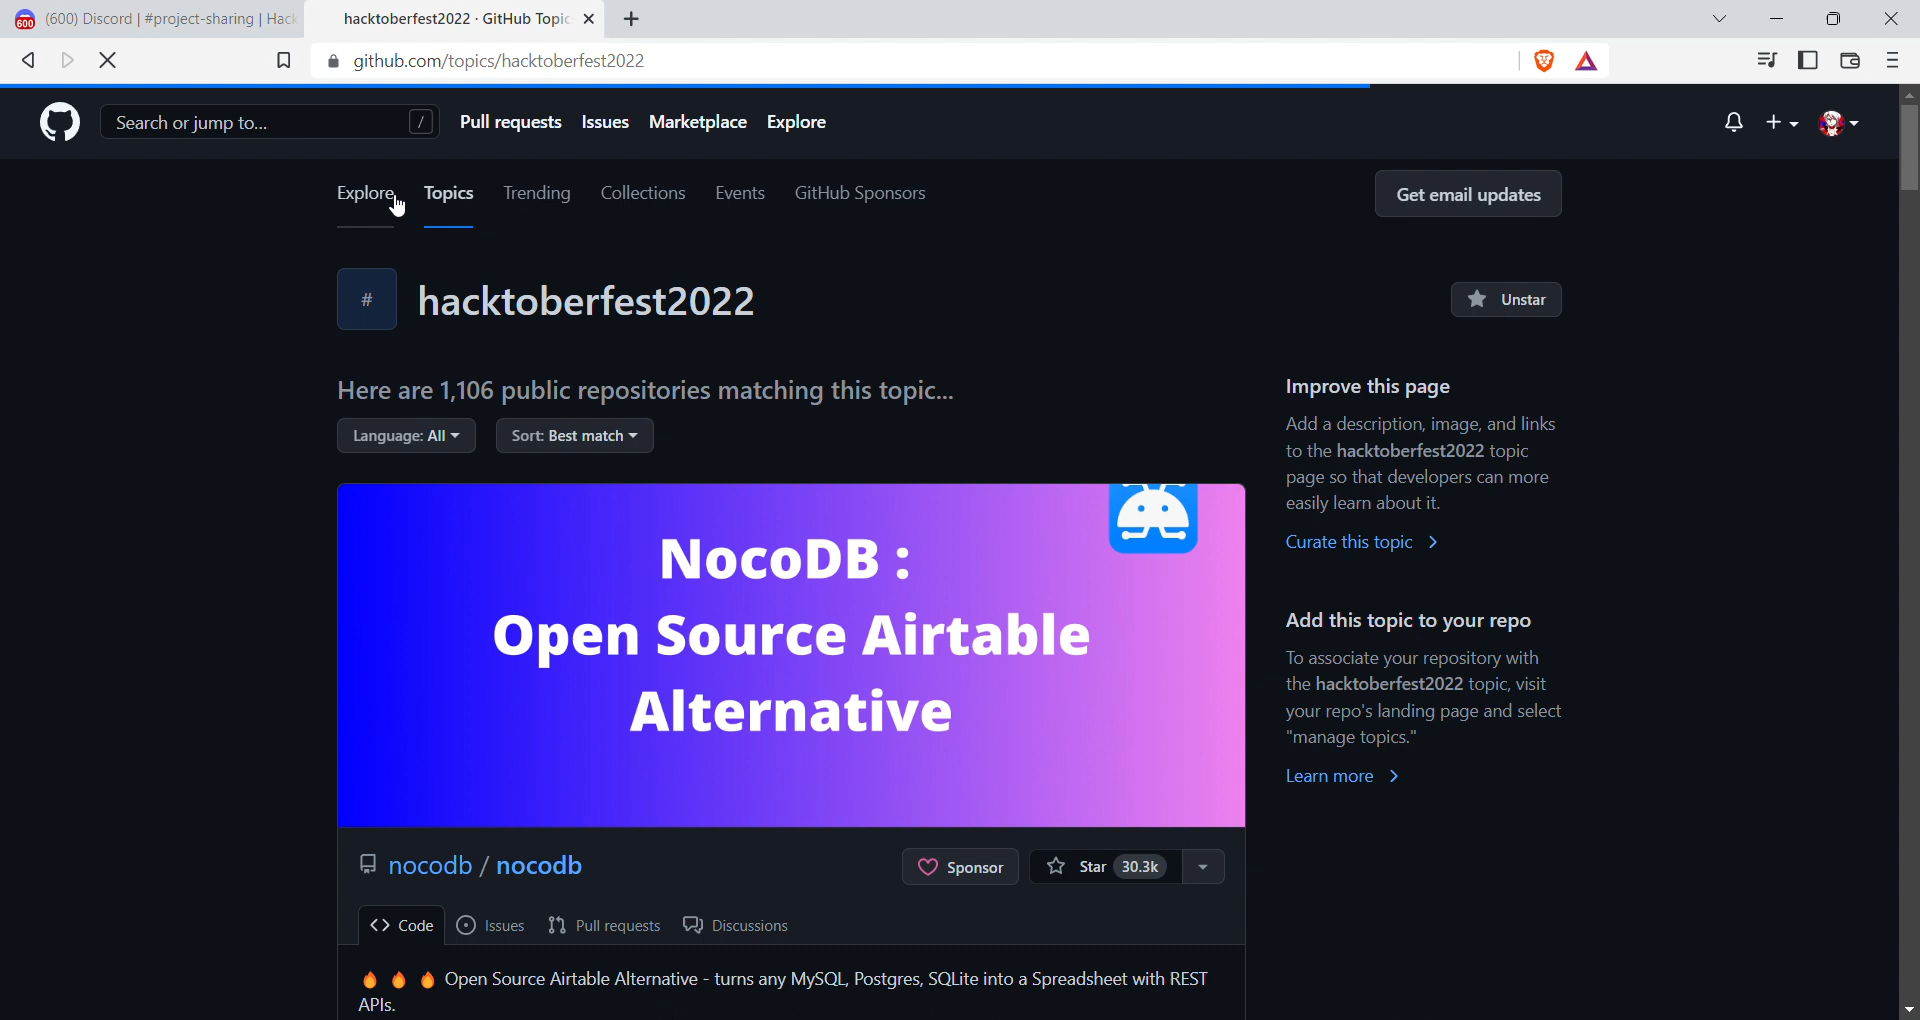 600 (600) Discord | #project-sharing | Hack
hacktoberfest2022 · GitHub Topic
github.com/topics/hacktoberfest2022
Search or jump to... /
Pull requests Issues Marketplace Explore
Explore Topics Trending Collections Events GitHub Sponsors
Get email updates
# hacktoberfest2022
Unstar
Here are 1,106 public repositories matching this topic...
Language: All Sort: Best match
NocoDB :
Open Source Airtable
Alternative
nocodb / nocodb
Sponsor Star 30.3k
<> Code Issues Pull requests Discussions
🔥 🔥 🔥 Open Source Airtable Alternative - turns any MySQL, Postgres, SQLite into a Spreadsheet with REST
APIs.
Improve this page
Add a description, image, and links
to the hacktoberfest2022 topic
page so that developers can more
easily learn about it.
Curate this topic
Add this topic to your repo
To associate your repository with
the hacktoberfest2022 topic, visit
your repo's landing page and select
"manage topics."
Learn more